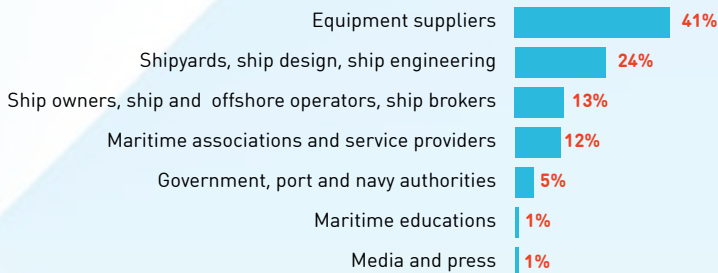 Equipment suppliers 41%
Shipyards, ship design, ship engineering 24%
Ship owners, ship and offshore operators, ship brokers 13%
Maritime associations and service providers 12%
Government, port and navy authorities 5%
Maritime educations 1%
Media and press 1%